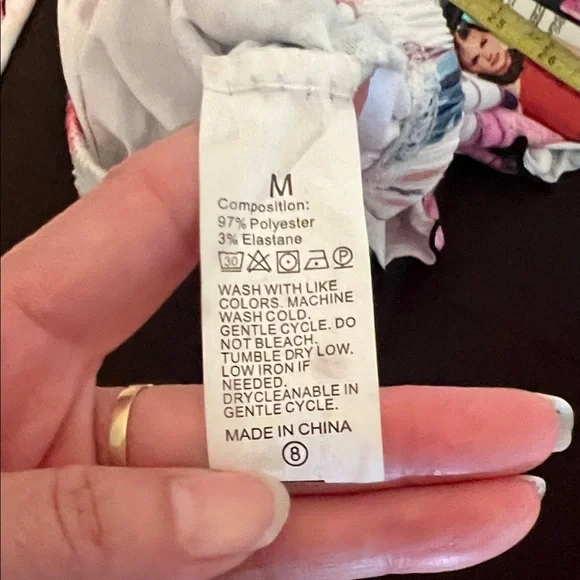 M
Composition:
97% Polyester
3% Elastane
30 P
WASH WITH LIKE
COLORS. MACHINE
WASH COLD.
GENTLE CYCLE. DO
NOT BLEACH.
TUMBLE DRY LOW.
LOW IRON IF
NEEDED.
DRYCLEANABLE IN
GENTLE CYCLE.
MADE IN CHINA
8